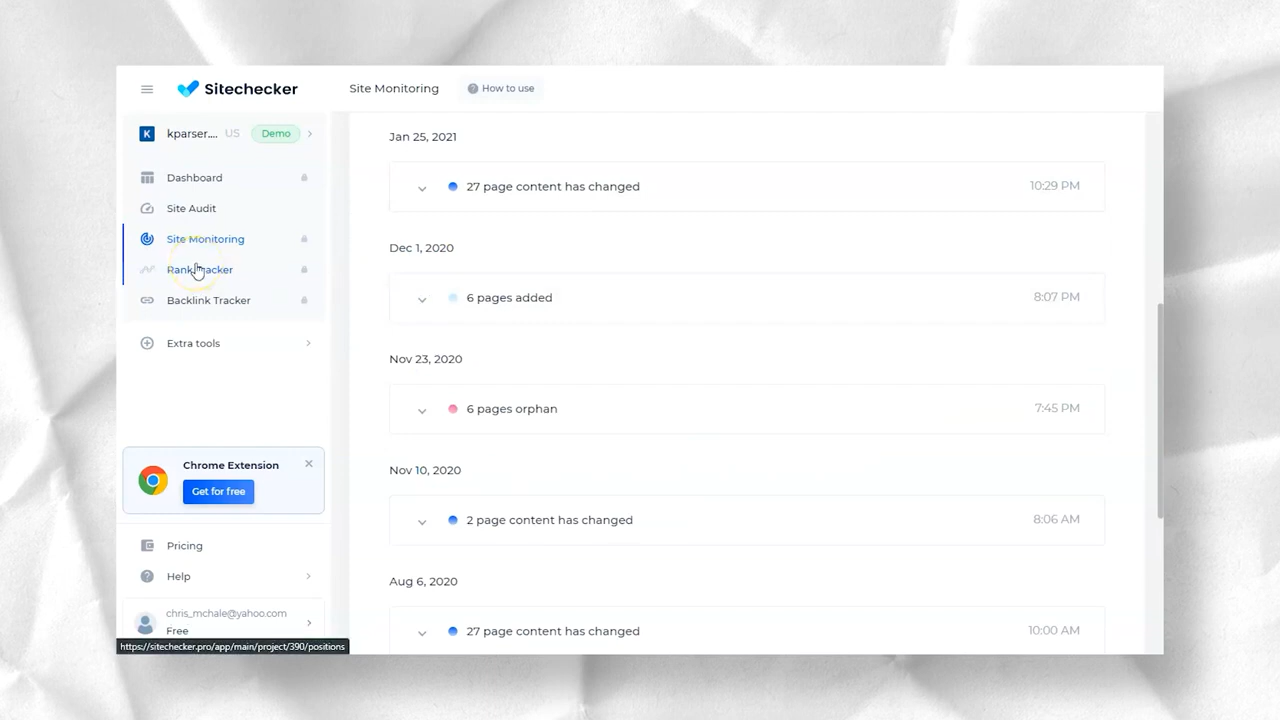 Sitechecker
Site Monitoring
How to use
kparser.... US Demo
Dashboard
Site Audit
Site Monitoring
Rank Tracker
Backlink Tracker
Extra tools
Chrome Extension
Get for free
Pricing
Help
chris_mchale@yahoo.com
Free
https://sitechecker.pro/app/main/project/390/positions
Jan 25, 2021
27 page content has changed 10:29 PM
Dec 1, 2020
6 pages added 8:07 PM
Nov 23, 2020
6 pages orphan 7:45 PM
Nov 10, 2020
2 page content has changed 8:06 AM
Aug 6, 2020
27 page content has changed 10:00 AM